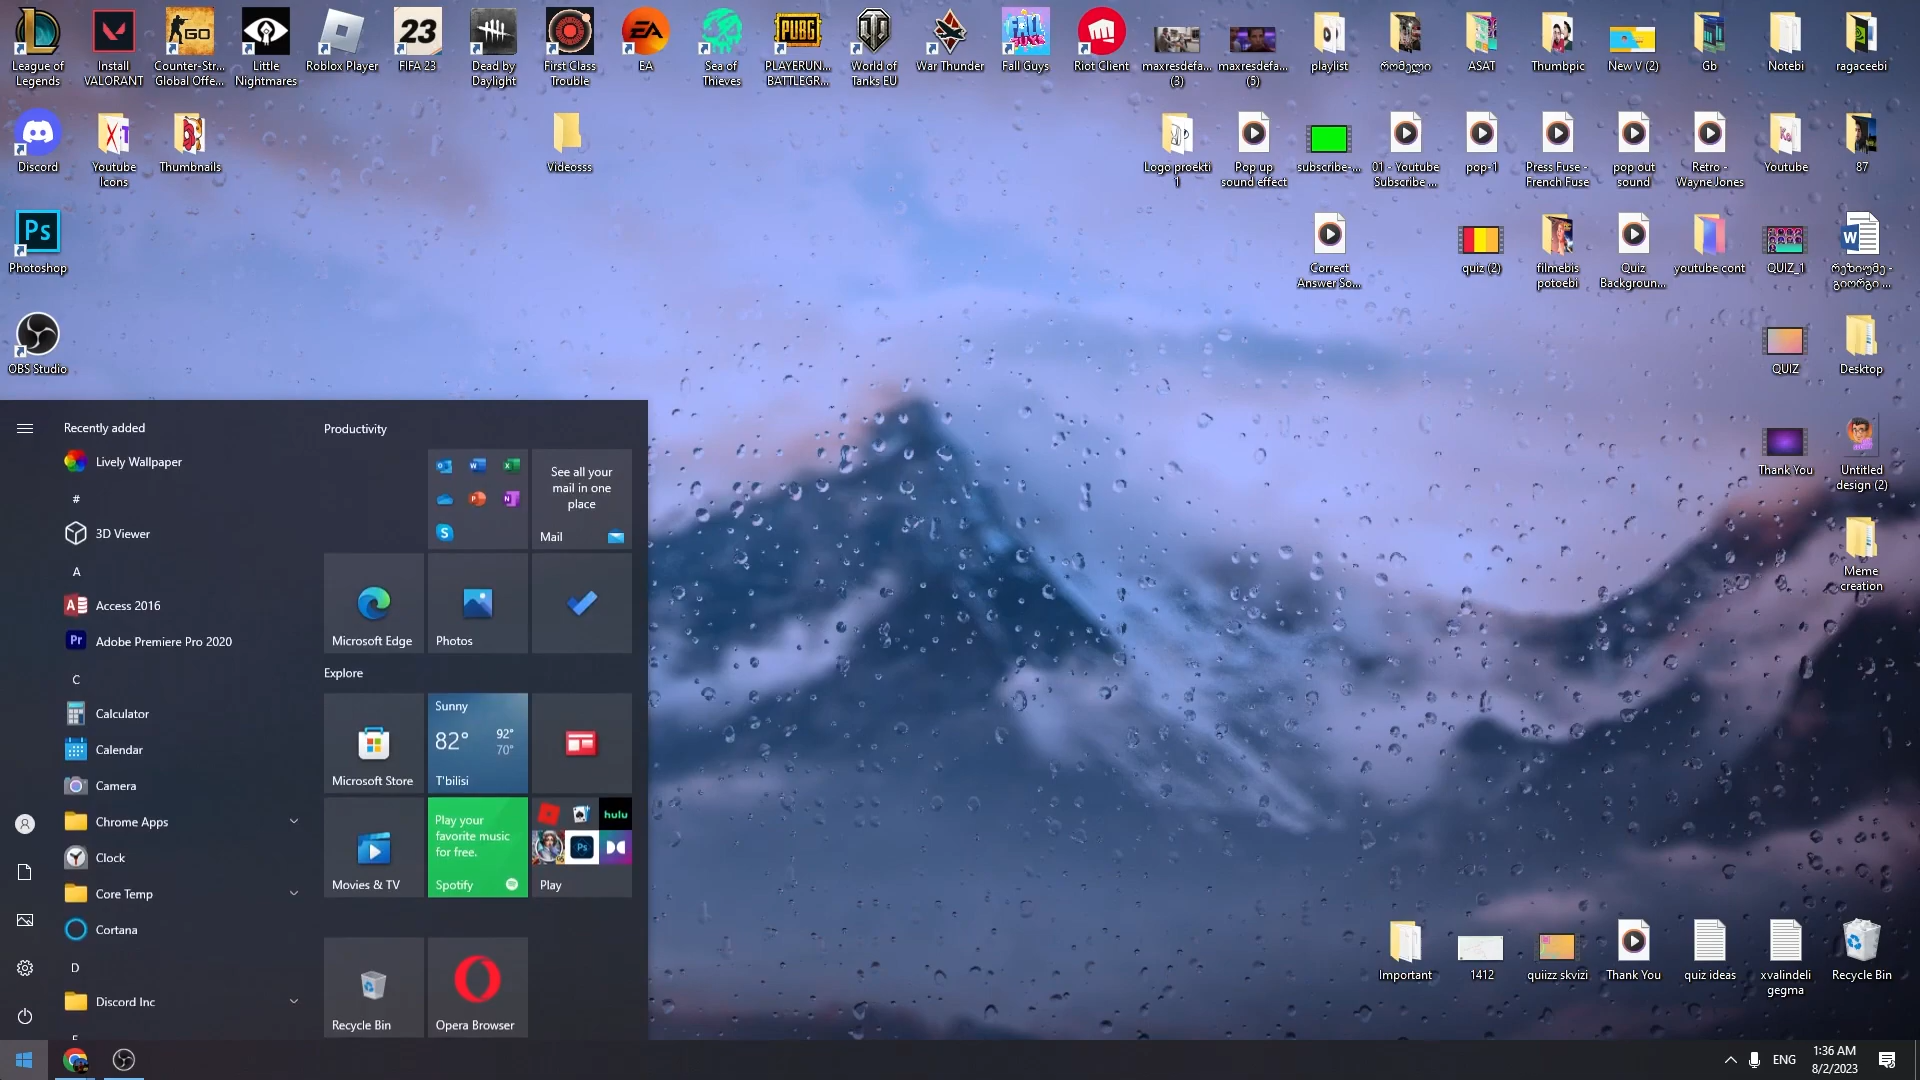 League of
Legends
Install
VALORANT
Counter-Str...
Global Offe...
Little
Nightmares
Roblox Player
FIFA 23
Dead by
Daylight
First Class
Trouble
EA
Sea of
Thieves
PLAYERUN...
BATTLEGR...
World of
Tanks EU
War Thunder
Fall Guys
Riot Client
maxresdefa...
(3)
maxresdefa...
(6)
playlist
რომელი
ASAT
Thumbpic
New V (2)
Gb
Notebi
ragaceebi
Discord
Youtube
Icons
Thumbnails
Videosss
Logo proekti
1
Pop up
sound effect
subscribe-...
01 - Youtube
Subscribe ...
pop-1
Press Fuse -
French Fuse
pop out
sound
Retro -
Wayne Jones
Youtube
87
Photoshop
Correct
Answer So...
quiz (2)
filmebis
potoebi
Quiz
Backgroun...
youtube cont
QUIZ_1
რეზიუმე -
გიორგი ...
OBS Studio
QUIZ
Desktop
Thank You
Untitled
design (2)
Meme
creation
Recently added
Lively Wallpaper
#
3D Viewer
A
Access 2016
Adobe Premiere Pro 2020
C
Calculator
Calendar
Camera
Chrome Apps
Clock
Core Temp
Cortana
D
Discord Inc
Productivity
See all your
mail in one
place
Mail
Microsoft Edge
Photos
Explore
Microsoft Store
Sunny
82° 92°
70°
T'bilisi
Movies & TV
Play your
favorite music
for free.
Spotify
hulu
Ps
Play
Recycle Bin
Opera Browser
Important
1412
quiizz skvizi
Thank You
quiz ideas
xvalindeli
gegma
Recycle Bin
ENG
1:36 AM
8/2/2023